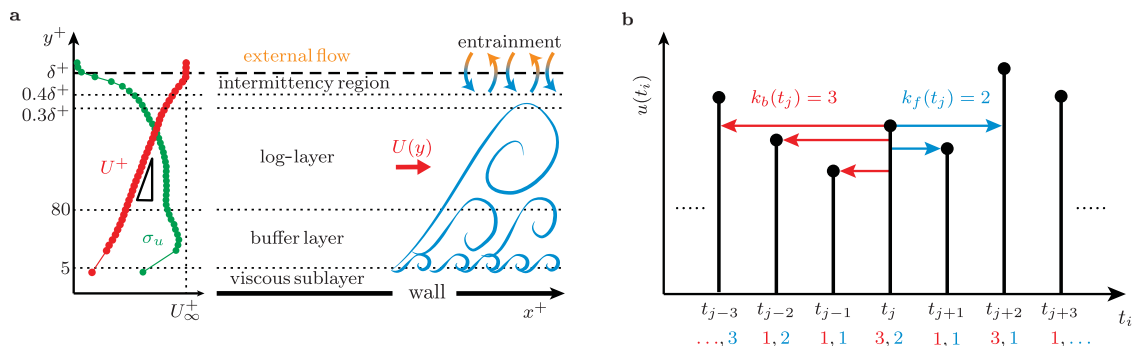 a
y⁺
δ⁺
0.4δ⁺
0.3δ⁺
80
5
U⁺
σᵤ
U⁺∞
external flow
intermittency region
log-layer
buffer layer
viscous sublayer
entrainment
U(y)
wall
x⁺
b
u(tᵢ)
k_b(t_j) = 3
k_f(t_j) = 2
.....
.....
t_{j−3} t_{j−2} t_{j−1} t_j t_{j+1} t_{j+2} t_{j+3} t_i
..., 3 1, 2 1, 1 3, 2 1, 1 3, 1 1, ...